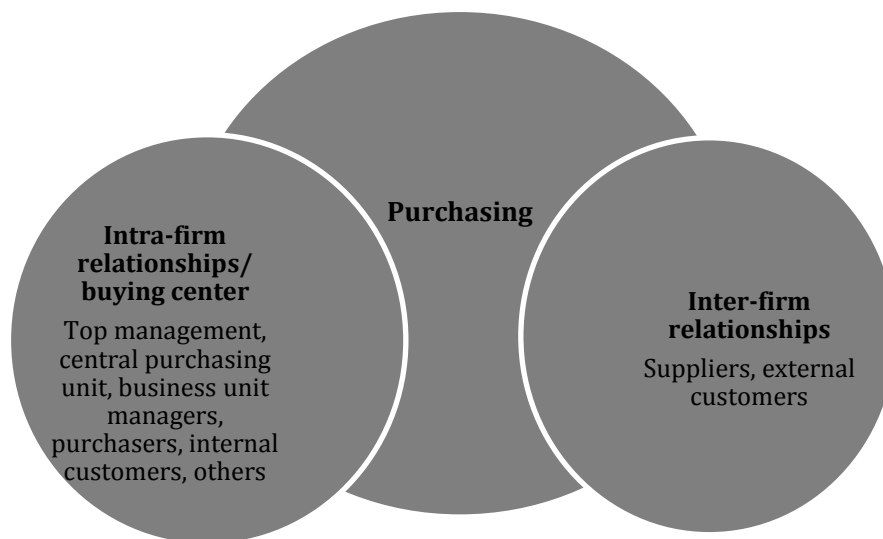 Purchasing
Intra-firm
relationships/
buying center
Top management,
central purchasing
unit, business unit
managers,
purchasers, internal
customers, others
Inter-firm
relationships
Suppliers, external
customers